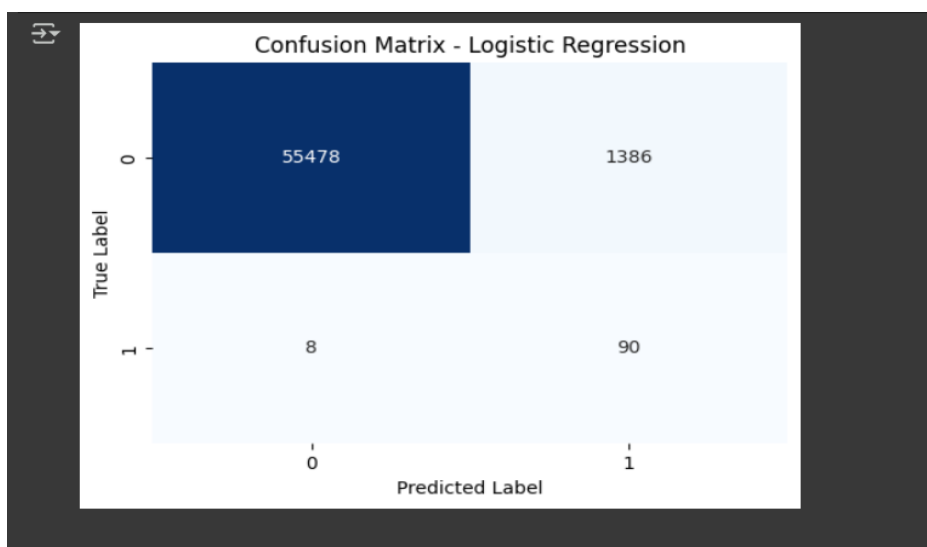 Confusion Matrix - Logistic Regression
0
55478
1386
True Label
1
8
90
0
1
Predicted Label